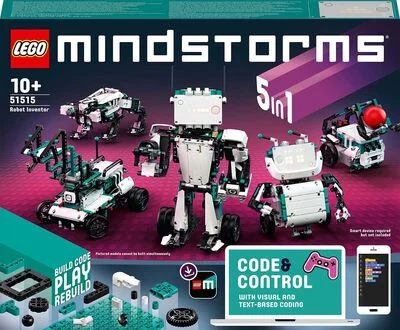 LEGO
mindstorms
10+
51515
Robot Inventor
5in1
Smart device required
but not included
Pictured models cannot be built simultaneously
BUILD CODE
PLAY
REBUILD
m
CODE&
CONTROL
WITH VISUAL AND
TEXT-BASED CODING